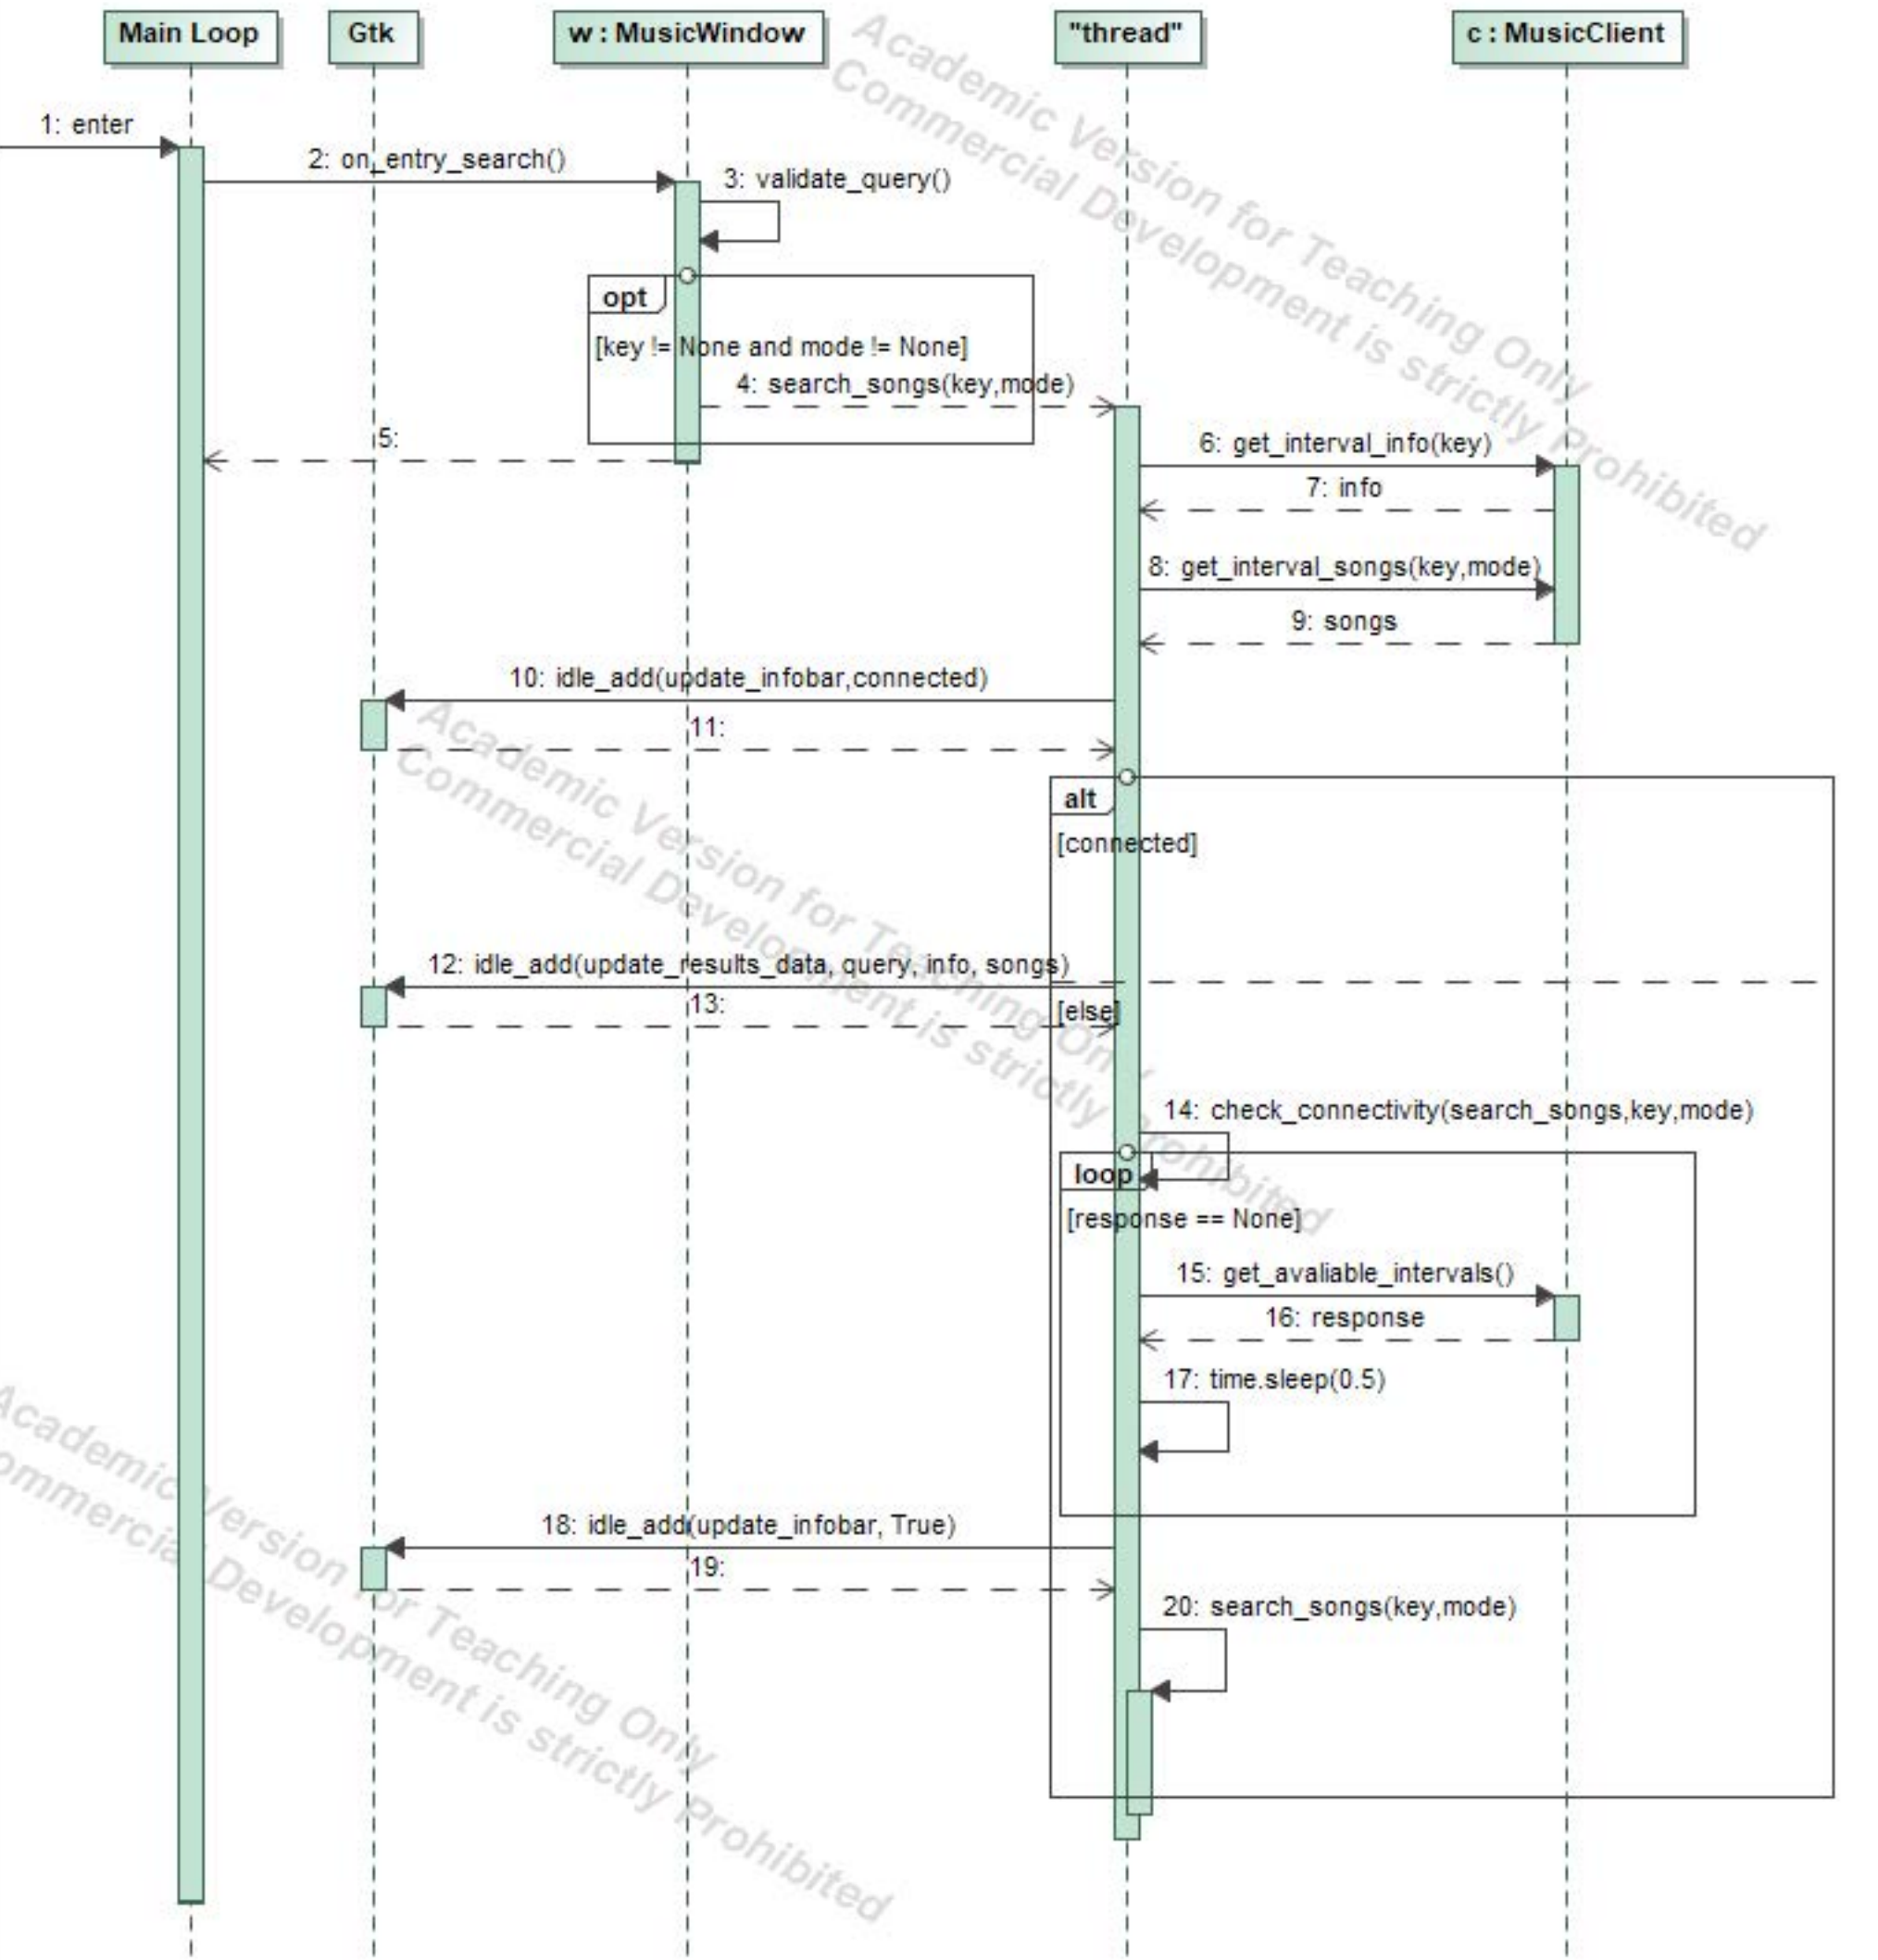 Main Loop
Gtk
w : MusicWindow
"thread"
c : MusicClient
1: enter
2: on_entry_search()
3: validate_query()
opt
[key != None and mode != None]
4: search_songs(key,mode)
5:
6: get_interval_info(key)
7: info
8: get_interval_songs(key,mode)
9: songs
10: idle_add(update_infobar,connected)
11:
alt
[connected]
12: idle_add(update_results_data, query, info, songs)
13:
[else]
14: check_connectivity(search_songs,key,mode)
loop
[response == None]
15: get_avaliable_intervals()
16: response
17: time.sleep(0.5)
18: idle_add(update_infobar, True)
19:
20: search_songs(key,mode)
Academic Version for Teaching Only
Commercial Development is strictly Prohibited
Academic Version for Teaching Only
Commercial Development is strictly Prohibited
Academic Version for Teaching Only
ommercial Development is strictly Prohibited